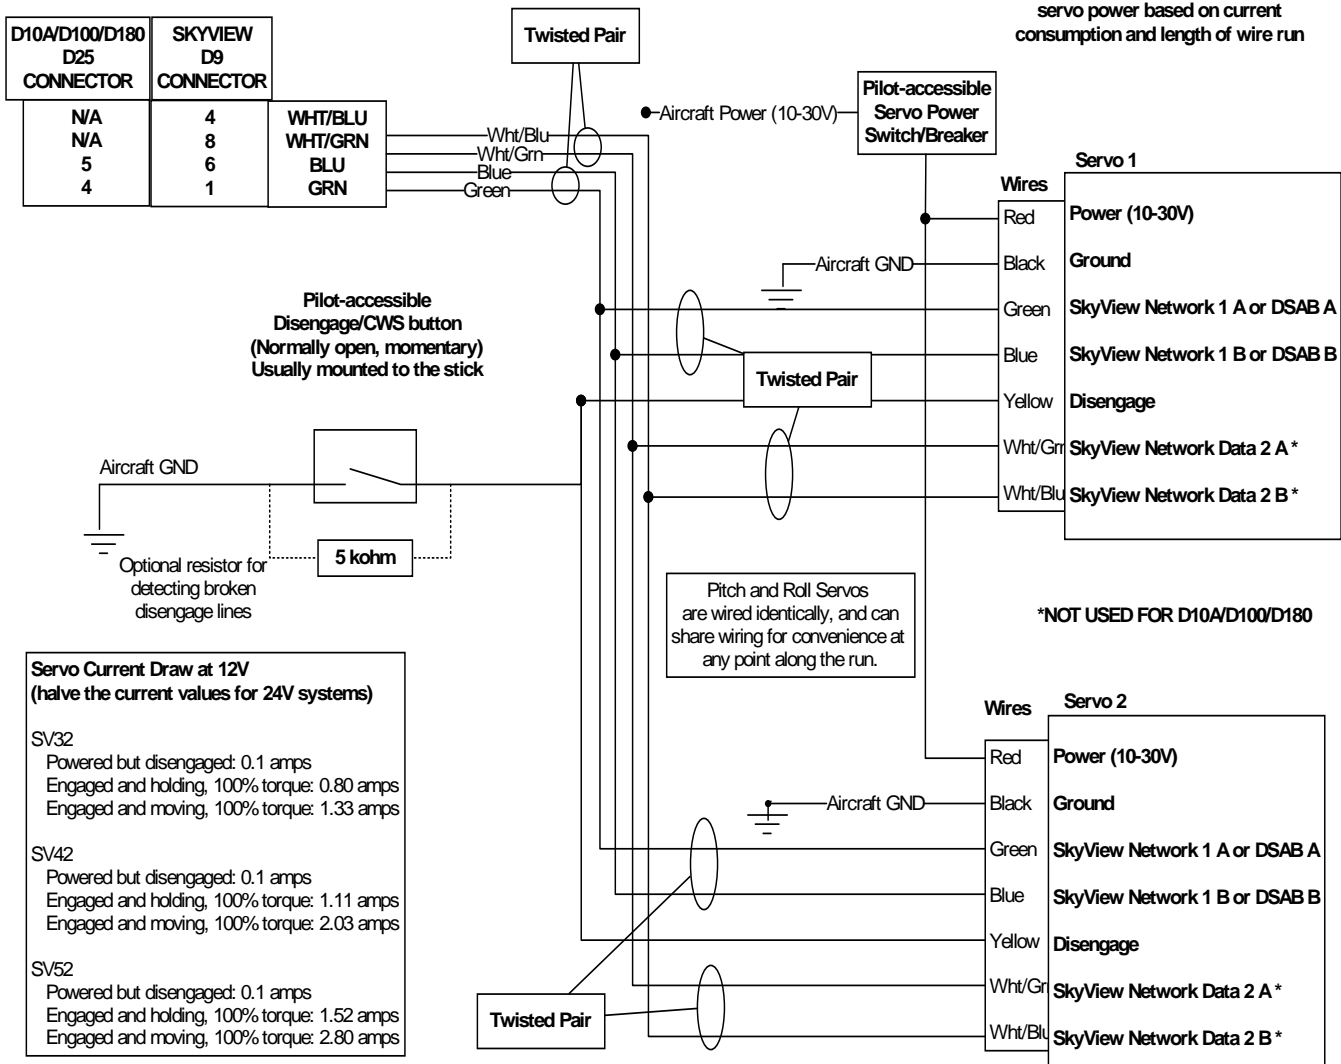 servo power based on current
consumption and length of wire run
D10A/D100/D180
D25
CONNECTOR
SKYVIEW
D9
CONNECTOR
N/A 4 WHT/BLU
N/A 8 WHT/GRN
5 6 BLU
4 1 GRN
Twisted Pair
Wht/Blu
Wht/Grn
Blue
Green
Aircraft Power (10-30V)
Pilot-accessible
Servo Power
Switch/Breaker
Servo 1
Wires
Red Power (10-30V)
Aircraft GND Black Ground
Green SkyView Network 1 A or DSAB A
Blue SkyView Network 1 B or DSAB B
Yellow Disengage
Wht/Grn SkyView Network Data 2 A *
Wht/Blu SkyView Network Data 2 B *
Twisted Pair
Pilot-accessible
Disengage/CWS button
(Normally open, momentary)
Usually mounted to the stick
Aircraft GND
5 kohm
Optional resistor for
detecting broken
disengage lines
Pitch and Roll Servos
are wired identically, and can
share wiring for convenience at
any point along the run.
*NOT USED FOR D10A/D100/D180
Servo Current Draw at 12V
(halve the current values for 24V systems)
SV32
Powered but disengaged: 0.1 amps
Engaged and holding, 100% torque: 0.80 amps
Engaged and moving, 100% torque: 1.33 amps
SV42
Powered but disengaged: 0.1 amps
Engaged and holding, 100% torque: 1.11 amps
Engaged and moving, 100% torque: 2.03 amps
SV52
Powered but disengaged: 0.1 amps
Engaged and holding, 100% torque: 1.52 amps
Engaged and moving, 100% torque: 2.80 amps
Wires
Servo 2
Red Power (10-30V)
Aircraft GND Black Ground
Green SkyView Network 1 A or DSAB A
Blue SkyView Network 1 B or DSAB B
Yellow Disengage
Wht/Gr SkyView Network Data 2 A *
Wht/Blu SkyView Network Data 2 B *
Twisted Pair